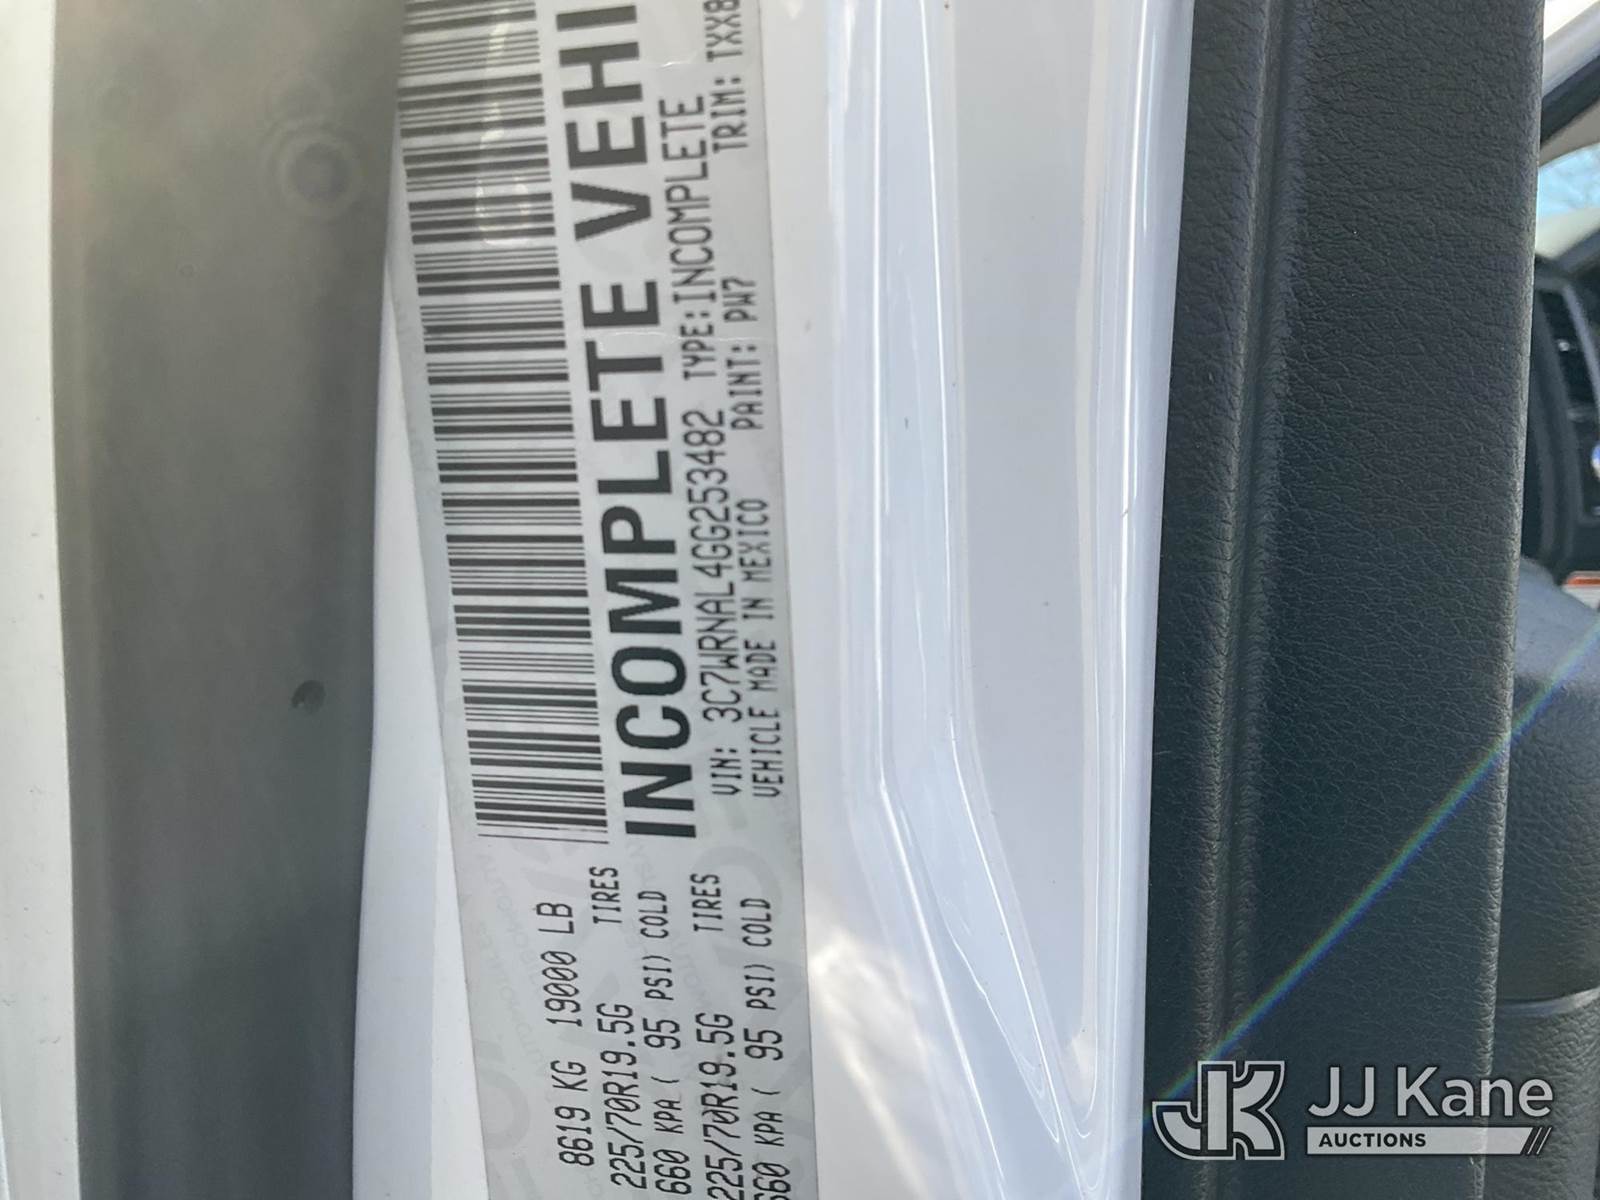 8619 KG 19000 LB
225/70R19.5G TIRES
660 KPA ( 95 PSI) COLD
225/70R19.5G TIRES
660 KPA ( 95 PSI) COLD
INCOMPLETE VEHI
VIN: 3C7WRNAL4GG253482 TYPE:INCOMPLETE
VEHICLE MADE IN MEXICO PAINT: PW7 TRIM: TXX8
JK JJ Kane
AUCTIONS